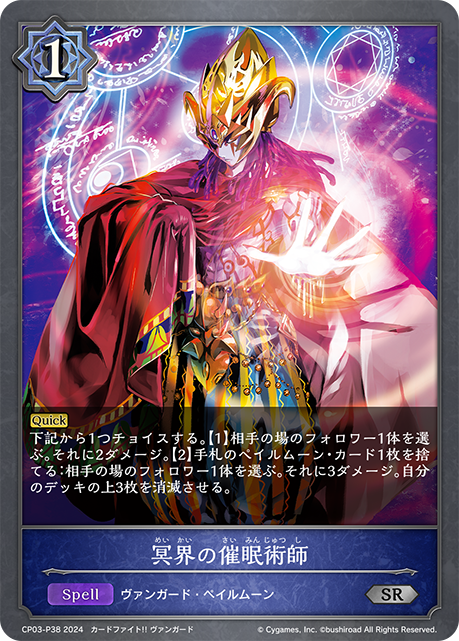 1
Quick
下記から1つチョイスする。【1】相手の場のフォロワー1体を選
ぶ。それに2ダメージ。【2】手札のペイルムーン・カード1枚を捨
てる：相手の場のフォロワー1体を選ぶ。それに3ダメージ。自分
のデッキの上3枚を消滅させる。
めい かい さい みん じゅつ し
冥界の催眠術師
Spell ヴァンガード・ペイルムーン SR
CP03-P38 2024 カードファイト!! ヴァンガード © Cygames, Inc. ©bushiroad All Rights Reserved.